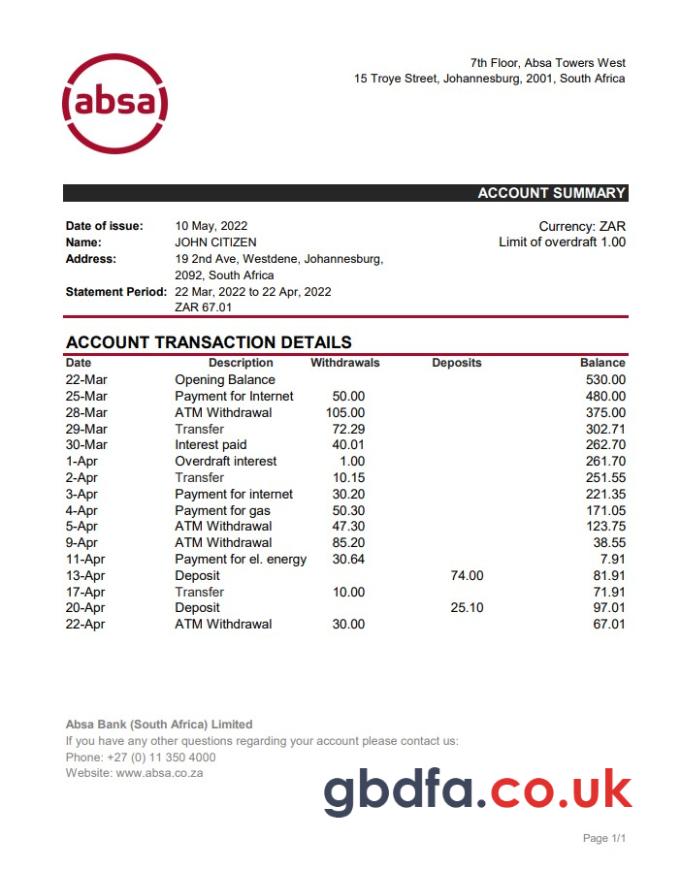 absa
7th Floor, Absa Towers West
15 Troye Street, Johannesburg, 2001, South Africa
ACCOUNT SUMMARY
Date of issue: 10 May, 2022 Currency: ZAR
Name: JOHN CITIZEN Limit of overdraft 1.00
Address: 19 2nd Ave, Westdene, Johannesburg,
2092, South Africa
Statement Period: 22 Mar, 2022 to 22 Apr, 2022
ZAR 67.01
ACCOUNT TRANSACTION DETAILS
Date Description Withdrawals Deposits Balance
22-Mar Opening Balance 530.00
25-Mar Payment for Internet 50.00 480.00
28-Mar ATM Withdrawal 105.00 375.00
29-Mar Transfer 72.29 302.71
30-Mar Interest paid 40.01 262.70
1-Apr Overdraft interest 1.00 261.70
2-Apr Transfer 10.15 251.55
3-Apr Payment for internet 30.20 221.35
4-Apr Payment for gas 50.30 171.05
5-Apr ATM Withdrawal 47.30 123.75
9-Apr ATM Withdrawal 85.20 38.55
11-Apr Payment for el. energy 30.64 7.91
13-Apr Deposit 74.00 81.91
17-Apr Transfer 10.00 71.91
20-Apr Deposit 25.10 97.01
22-Apr ATM Withdrawal 30.00 67.01
Absa Bank (South Africa) Limited
If you have any other questions regarding your account please contact us:
Phone: +27 (0) 11 350 4000
Website: www.absa.co.za
gbdfa.co.uk
Page 1/1